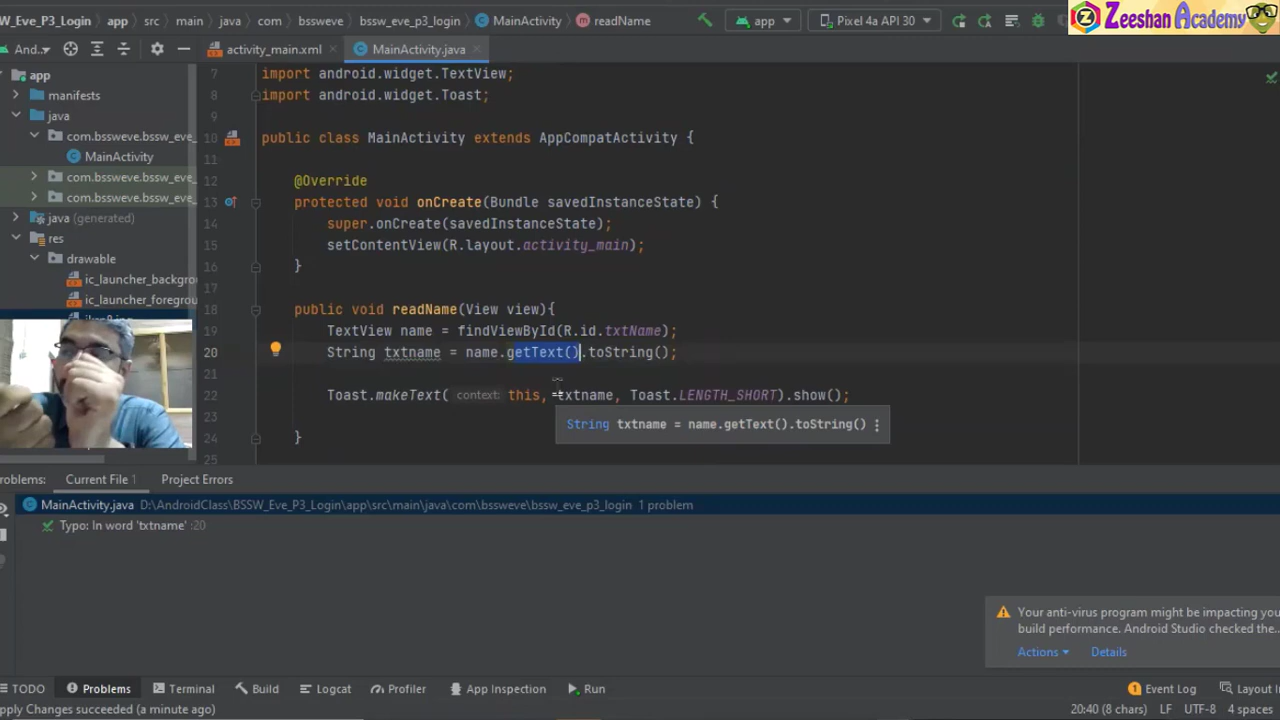 _Eve_P3_Login app src main java com bssweve bssw_eve_p3_login MainActivity readName app Pixel 4a API 30
Zeeshan Academy
And.. activity_main.xml MainActivity.java
app
manifests
java
com.bssweve.bssw_eve_
MainActivity
com.bssweve.bssw_eve_
com.bssweve.bssw_eve_
java (generated)
res
drawable
ic_launcher_backgro
ic_launcher_foregro
7 import android.widget.TextView;
8 import android.widget.Toast;
9
10 public class MainActivity extends AppCompatActivity {
11
12 @Override
13 protected void onCreate(Bundle savedInstanceState) {
14 super.onCreate(savedInstanceState);
15 setContentView(R.layout.activity_main);
16 }
18 public void readName(View view){
19 TextView name = findViewById(R.id.txtName);
20 String txtname = name.getText().toString();
21
22 Toast.makeText( context: this, txtname, Toast.LENGTH_SHORT).show();
23
String txtname = name.getText().toString()
24 }
25
roblems: Current File 1 Project Errors
MainActivity.java D:\AndroidClass\BSSW_Eve_P3_Login\app\src\main\java\com\bssweve\bssw_eve_p3_login 1 problem
Typo: In word 'txtname' :20
Your anti-virus program might be impacting you
build performance. Android Studio checked the...
Actions Details
TODO Problems Terminal Build Logcat Profiler App Inspection Run 1 Event Log Layout In
pply Changes succeeded (a minute ago) 20:40 (8 chars) LF UTF-8 4 spaces